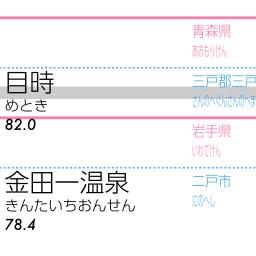 青森県
あおもりけん
目時
めとき
82.0
三戸郡三戸
さんのへぐんさんのへま
岩手県
いわてけん
金田一温泉
きんたいちおんせん
78.4
二戸市
にのへし